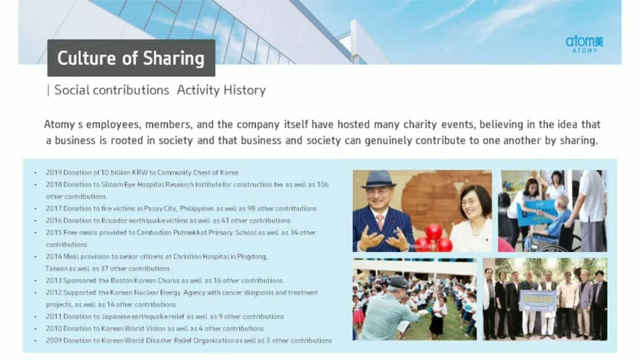 Culture of Sharing
atom美
ATOMY
| Social contributions Activity History
Atomy s employees, members, and the company itself have hosted many charity events, believing in the idea that
a business is rooted in society and that business and society can genuinely contribute to one another by sharing.
• 2019 Donation of 10 billion KRW to Community Chest of Korea
• 2018 Donation to Siloam Eye Hospital Research Institute for construction fee as well as 106
other contributions.
• 2017 Donation to fire victims in Pasay City, Philippines as well as 98 other contributions
• 2016 Donation to Ecuador earthquake victims as well as 41 other contributions
• 2015 Free meals provided to Cambodian Putmekkot Primary School as well as 34 other
contributions
• 2014 Meal provision to senior citizens at Christian Hospital in Pingdong,
Taiwan as well as 37 other contributions
• 2013 Sponsored the Boston Korean Chorus as well as 16 other contributions
• 2012 Supported the Korean Nuclear Energy Agency with cancer diagnosis and treatment
projects, as well as 14 other contributions
• 2011 Donation to Japanese earthquake relief as well as 9 other contributions
• 2010 Donation to Korean World Vision as well as 4 other contributions
• 2009 Donation to Korean World Disaster Relief Organization as well as 3 other contributions